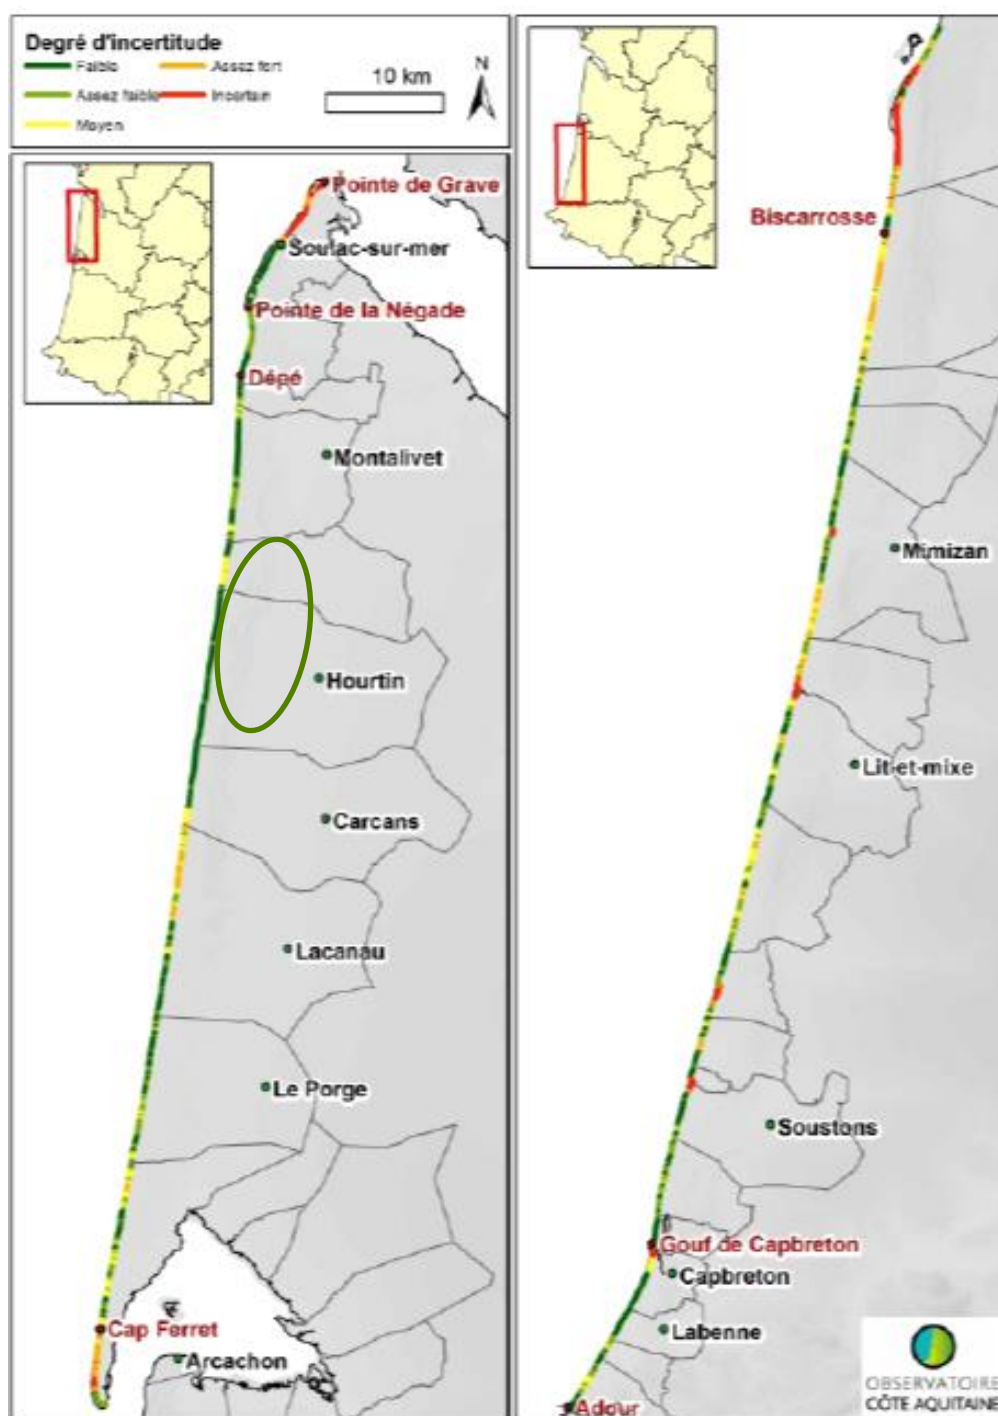 Degré d'incertitude
Faible
Assez fort
Assez faible
Incertain
Moyen
10 km
N
Pointe de Grave
Soulac-sur-mer
Pointe de la Négade
Dépé
Montalivet
Hourtin
Carcans
Lacanau
Le Porge
Cap Ferret
Arcachon
Biscarrosse
Mimizan
Lit-et-mixe
Soustons
Gouf de Capbreton
Capbreton
Labenne
Adour
OBSERVATOIRE
CÔTE AQUITAINE